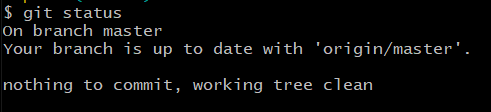 $ git status
On branch master
Your branch is up to date with 'origin/master'.
nothing to commit, working tree clean